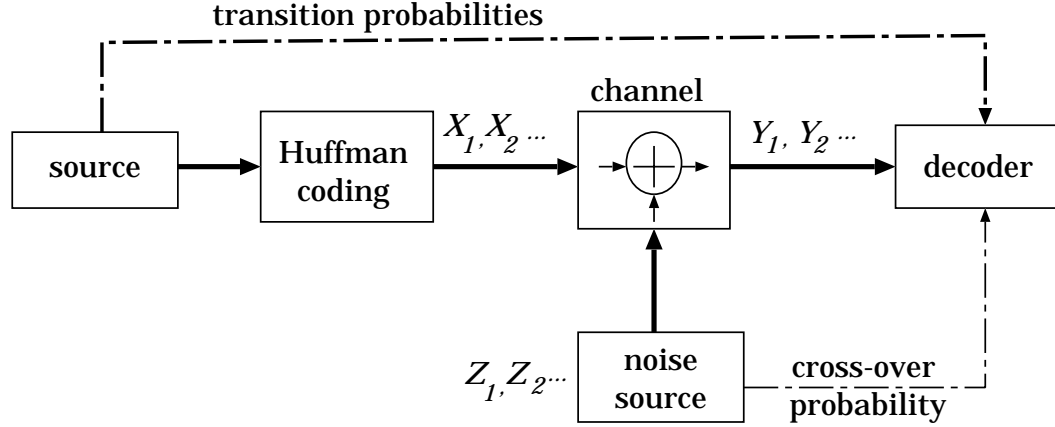 transition probabilities
channel
source
Huffman
coding
X1, X2 ...
Y1, Y2 ...
decoder
Z1, Z2...
noise
source
cross-over
probability